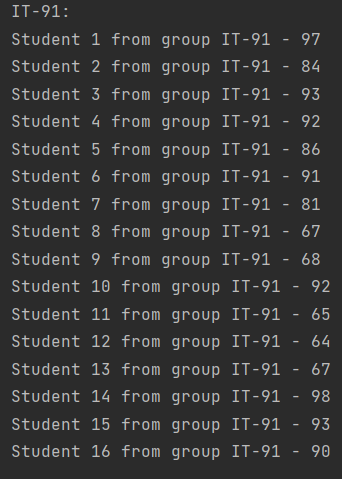 IT-91:
Student 1 from group IT-91 - 97
Student 2 from group IT-91 - 84
Student 3 from group IT-91 - 93
Student 4 from group IT-91 - 92
Student 5 from group IT-91 - 86
Student 6 from group IT-91 - 91
Student 7 from group IT-91 - 81
Student 8 from group IT-91 - 67
Student 9 from group IT-91 - 68
Student 10 from group IT-91 - 92
Student 11 from group IT-91 - 65
Student 12 from group IT-91 - 64
Student 13 from group IT-91 - 67
Student 14 from group IT-91 - 98
Student 15 from group IT-91 - 93
Student 16 from group IT-91 - 90